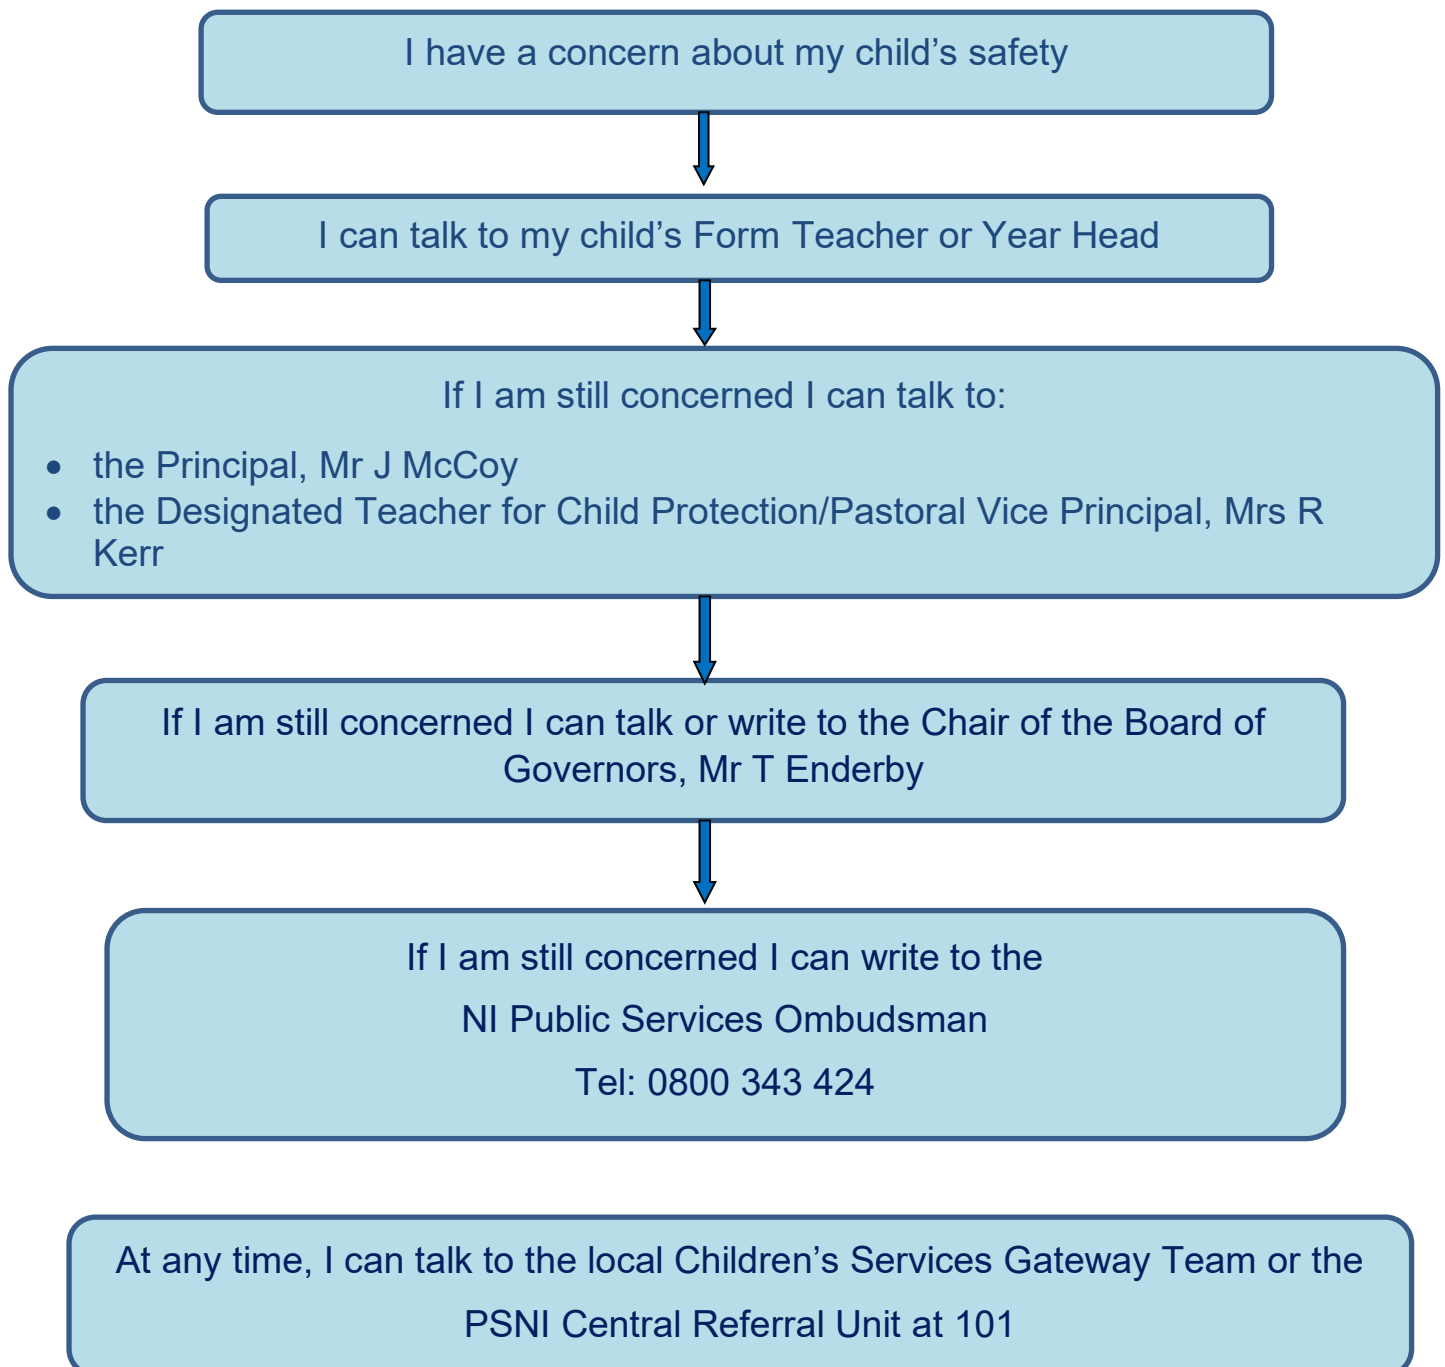 I have a concern about my child’s safety
I can talk to my child’s Form Teacher or Year Head
If I am still concerned I can talk to:
• the Principal, Mr J McCoy
• the Designated Teacher for Child Protection/Pastoral Vice Principal, Mrs R
Kerr
If I am still concerned I can talk or write to the Chair of the Board of
Governors, Mr T Enderby
If I am still concerned I can write to the
NI Public Services Ombudsman
Tel: 0800 343 424
At any time, I can talk to the local Children’s Services Gateway Team or the
PSNI Central Referral Unit at 101